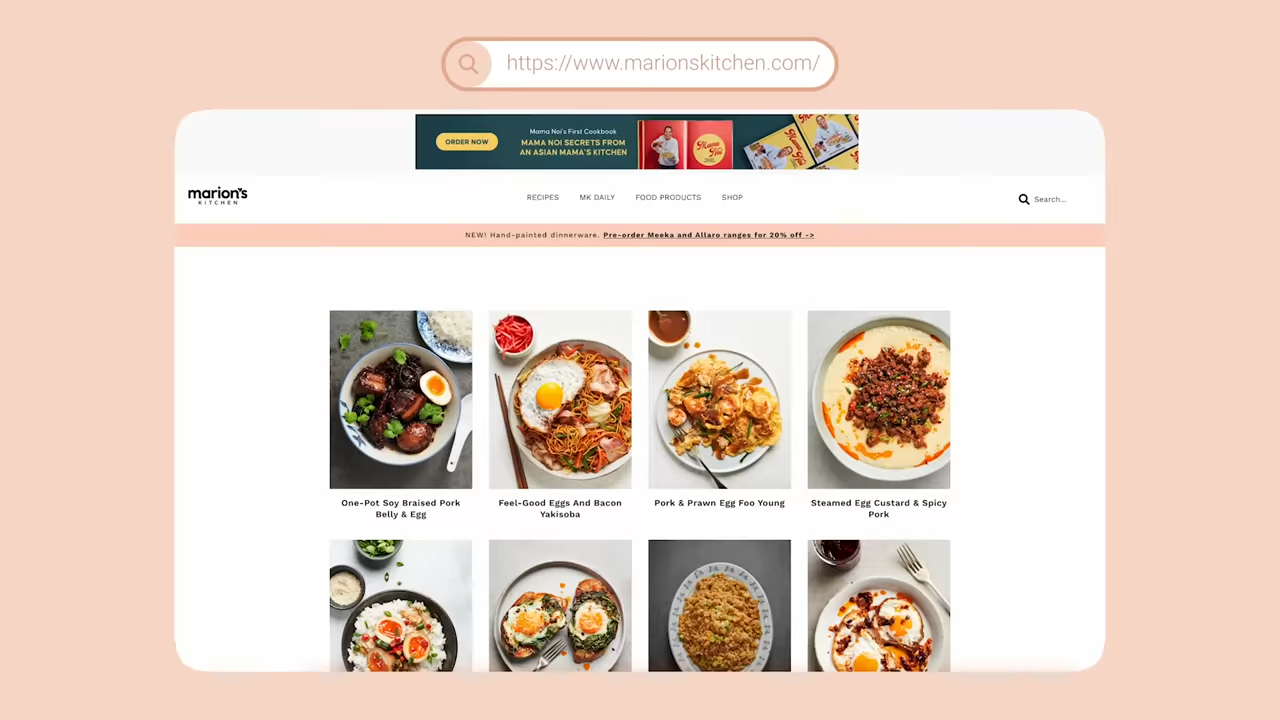 https://www.marionskitchen.com/
ORDER NOW
Mama Noi's First Cookbook
MAMA NOI SECRETS FROM
AN ASIAN MAMA'S KITCHEN
marion's
KITCHEN
RECIPES
MK DAILY
FOOD PRODUCTS
SHOP
Search...
NEW! Hand-painted dinnerware. Pre-order Meeka and Allaro ranges for 20% off ->
One-Pot Soy Braised Pork
Belly & Egg
Feel-Good Eggs And Bacon
Yakisoba
Pork & Prawn Egg Foo Young
Steamed Egg Custard & Spicy
Pork